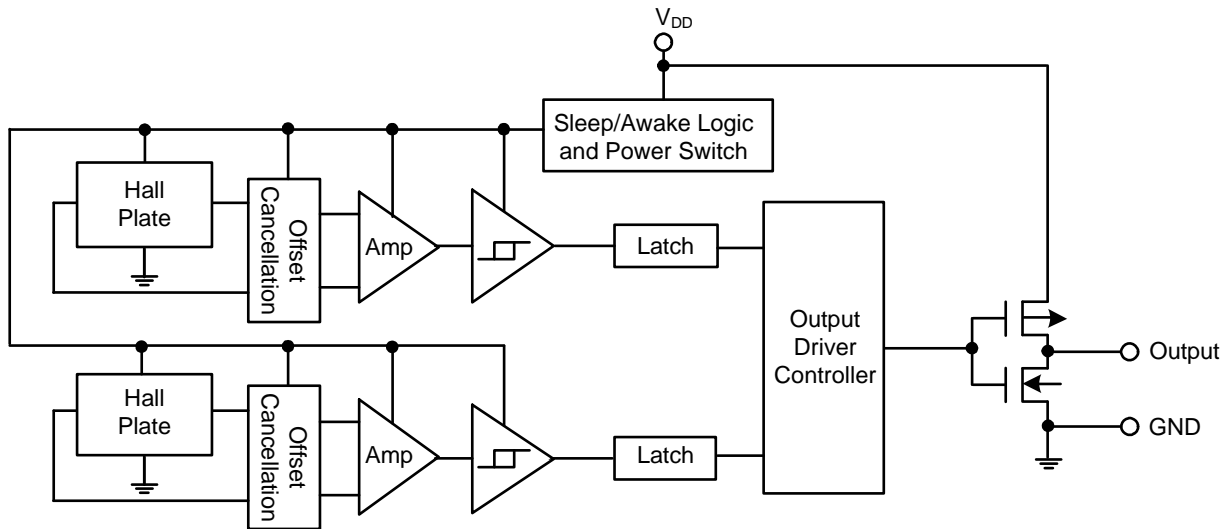 VDD
Sleep/Awake Logic
and Power Switch
Hall
Plate
Offset
Cancellation
Amp
Latch
Output
Driver
Controller
Output
GND
Hall
Plate
Offset
Cancellation
Amp
Latch